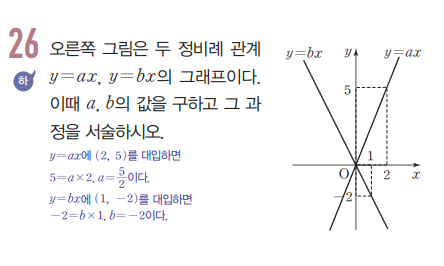 26
하
오른쪽 그림은 두 정비례 관계
y=ax, y=bx의 그래프이다.
이때 a, b의 값을 구하고 그 과
정을 서술하시오.
y=ax에 (2, 5)를 대입하면
5=a×2, a=5/2이다.
y=bx에 (1, -2)를 대입하면
-2=b×1, b=-2이다.
y=bx y y=ax
5
1
O 2 x
-2